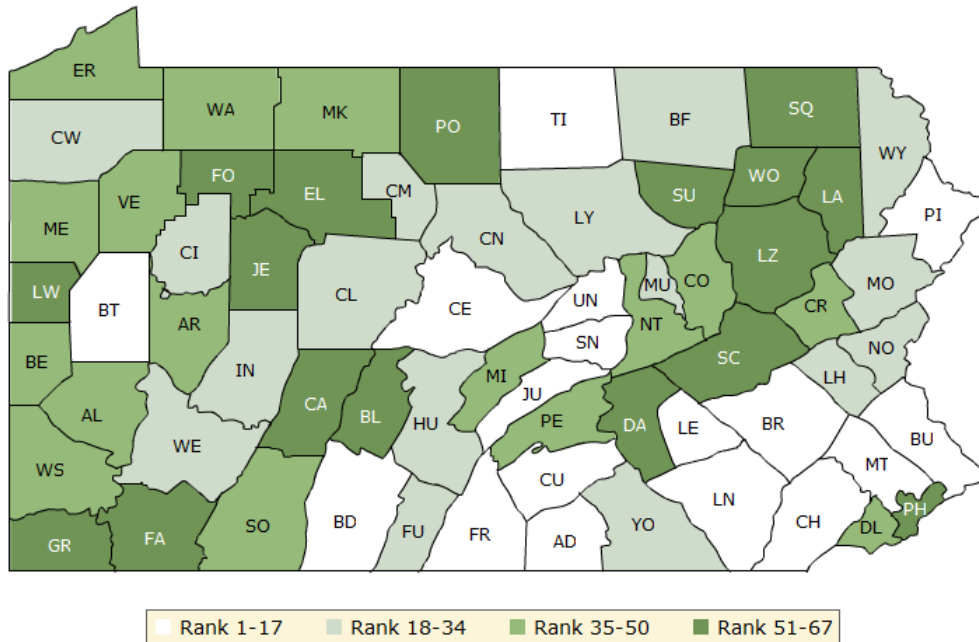 ER
WA
MK
PO
TI
BF
SQ
CW
WY
FO
EL
CM
SU
WO
LA
VE
LY
PI
ME
CI
JE
CN
LZ
LW
BT
CL
CE
UN
MU
CO
MO
AR
NT
CR
BE
IN
SN
SC
NO
AL
CA
BL
MI
JU
LH
WE
HU
PE
DA
LE
BR
BU
WS
CU
MT
GR
FA
SO
BD
FU
FR
AD
YO
LN
CH
DL
PH
Rank 1-17 Rank 18-34 Rank 35-50 Rank 51-67